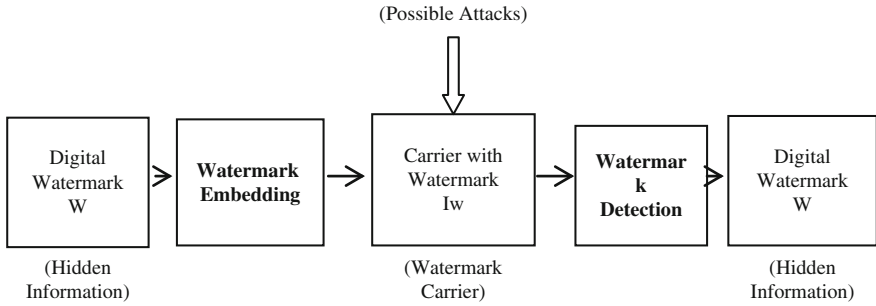 (Possible Attacks)
Digital
Watermark
W
Watermark
Embedding
Carrier with
Watermark
Iw
Watermar
k
Detection
Digital
Watermark
W
(Hidden
Information)
(Watermark
Carrier)
(Hidden
Information)